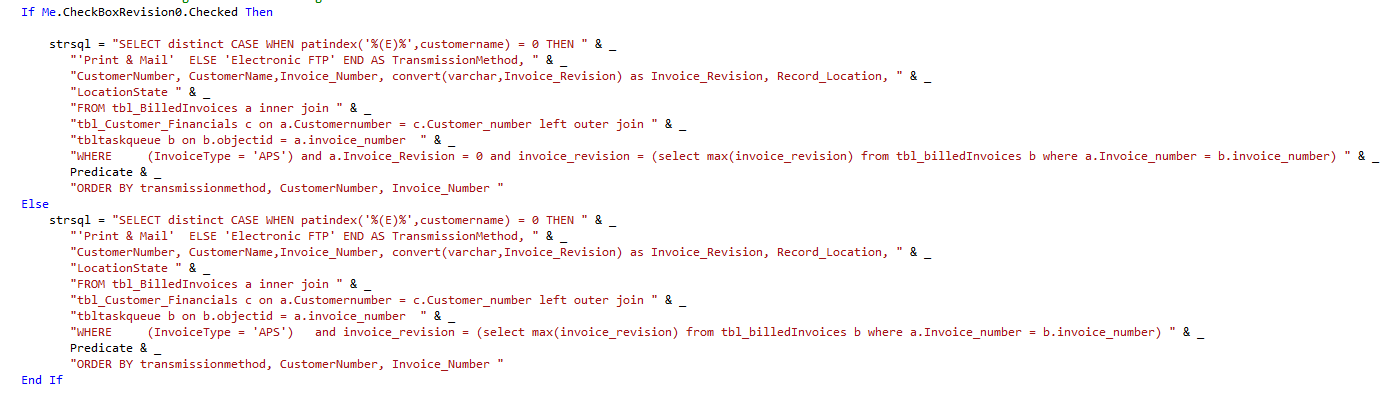 If Me.CheckBoxRevision0.Checked Then
strsql = "SELECT distinct CASE WHEN patindex('%(E)%',customername) = 0 THEN " & _
"'Print & Mail'  ELSE 'Electronic FTP' END AS TransmissionMethod, " & _
"CustomerNumber, CustomerName,Invoice_Number, convert(varchar,Invoice_Revision) as Invoice_Revision, Record_Location, " & _
"LocationState " & _
"FROM tbl_BilledInvoices a inner join " & _
"tbl_Customer_Financials c on a.Customernumber = c.Customer_number left outer join " & _
"tbltaskqueue b on b.objectid = a.invoice_number  " & _
"WHERE    (InvoiceType = 'APS') and a.Invoice_Revision = 0 and invoice_revision = (select max(invoice_revision) from tbl_billedInvoices b where a.Invoice_number = b.invoice_number) " & _
Predicate & _
"ORDER BY transmissionmethod, CustomerNumber, Invoice_Number "
Else
strsql = "SELECT distinct CASE WHEN patindex('%(E)%',customername) = 0 THEN " & _
"'Print & Mail'  ELSE 'Electronic FTP' END AS TransmissionMethod, " & _
"CustomerNumber, CustomerName,Invoice_Number, convert(varchar,Invoice_Revision) as Invoice_Revision, Record_Location, " & _
"LocationState " & _
"FROM tbl_BilledInvoices a inner join " & _
"tbl_Customer_Financials c on a.Customernumber = c.Customer_number left outer join " & _
"tbltaskqueue b on b.objectid = a.invoice_number  " & _
"WHERE    (InvoiceType = 'APS')   and invoice_revision = (select max(invoice_revision) from tbl_billedInvoices b where a.Invoice_number = b.invoice_number) " & _
Predicate & _
"ORDER BY transmissionmethod, CustomerNumber, Invoice_Number "
End If